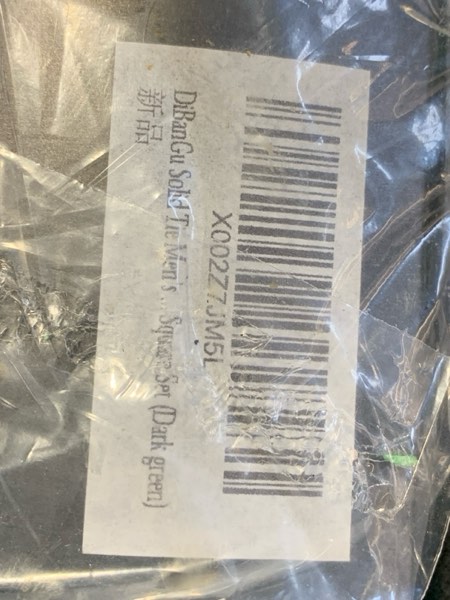 X002Z7JM5L
DiBanGu Solid Tie Men's ... Square Set (Dark green)
新品